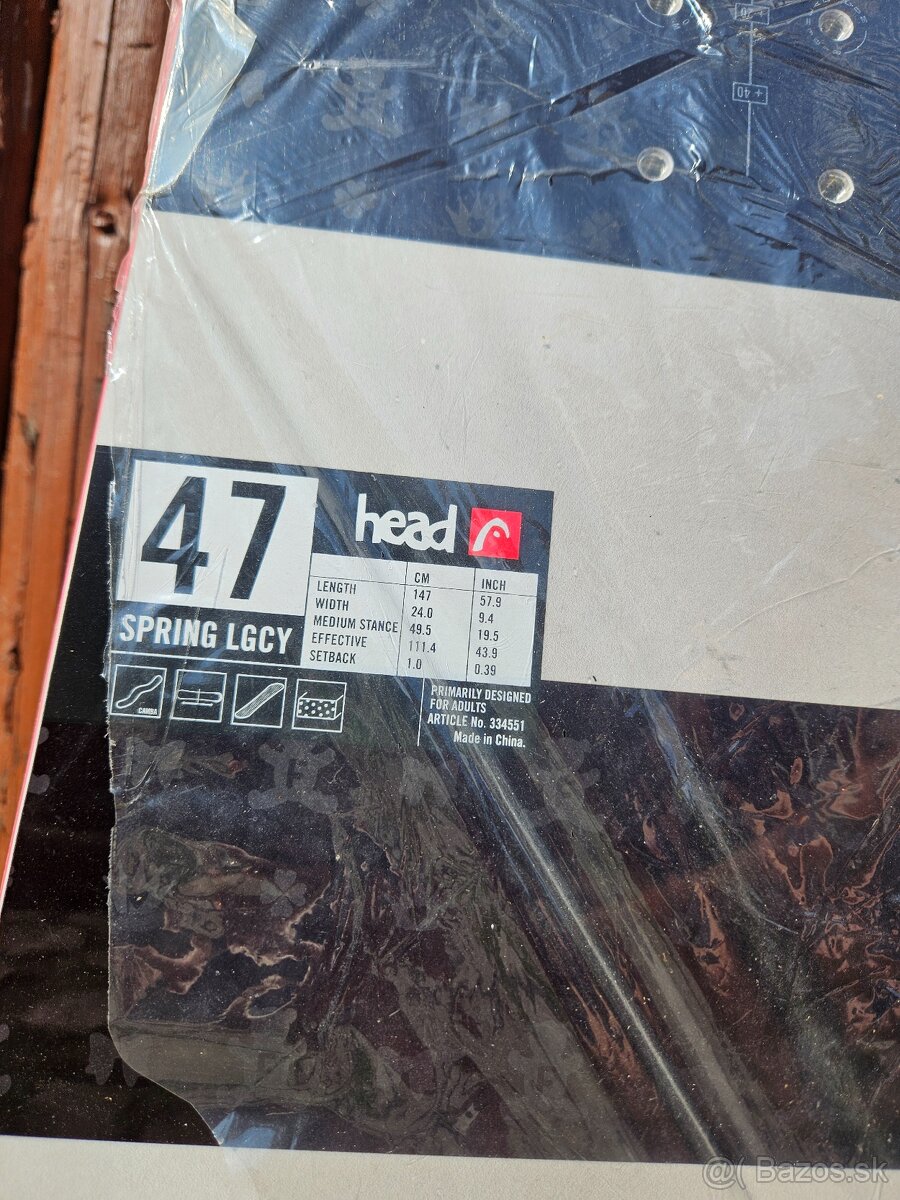 + 40
47
head
SPRING LGCY
CM INCH
LENGTH 147 57.9
WIDTH 24.0 9.4
MEDIUM STANCE 49.5 19.5
EFFECTIVE 111.4 43.9
SETBACK 1.0 0.39
CAMBA
PRIMARILY DESIGNED
FOR ADULTS
ARTICLE No. 334551
Made in China.
@( Bazos.sk